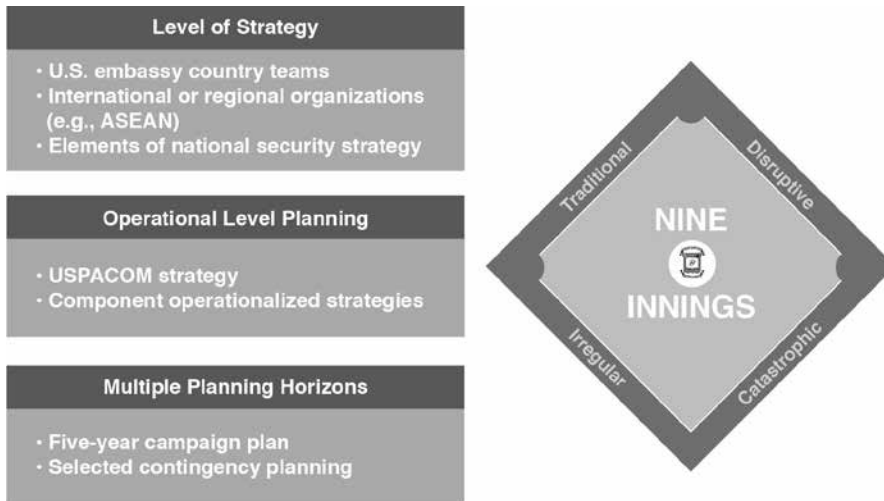 Level of Strategy
· U.S. embassy country teams
· International or regional organizations
(e.g., ASEAN)
· Elements of national security strategy
Operational Level Planning
· USPACOM strategy
· Component operationalized strategies
Multiple Planning Horizons
· Five-year campaign plan
· Selected contingency planning
Traditional
Disruptive
NINE
INNINGS
Irregular
Catastrophic